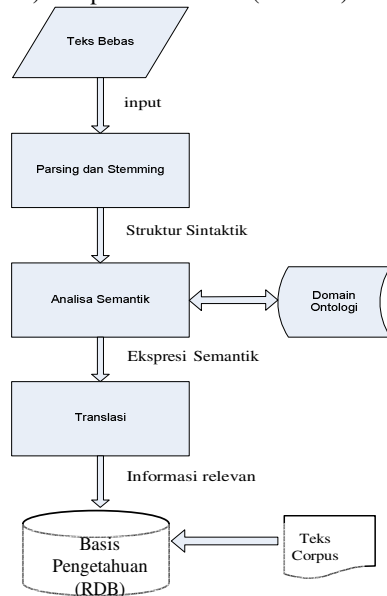 Teks Bebas
input
Parsing dan Stemming
Struktur Sintaktik
Analisa Semantik
Domain
Ontologi
Ekspresi Semantik
Translasi
Informasi relevan
Basis
Pengetahuan
(RDB)
Teks
Corpus